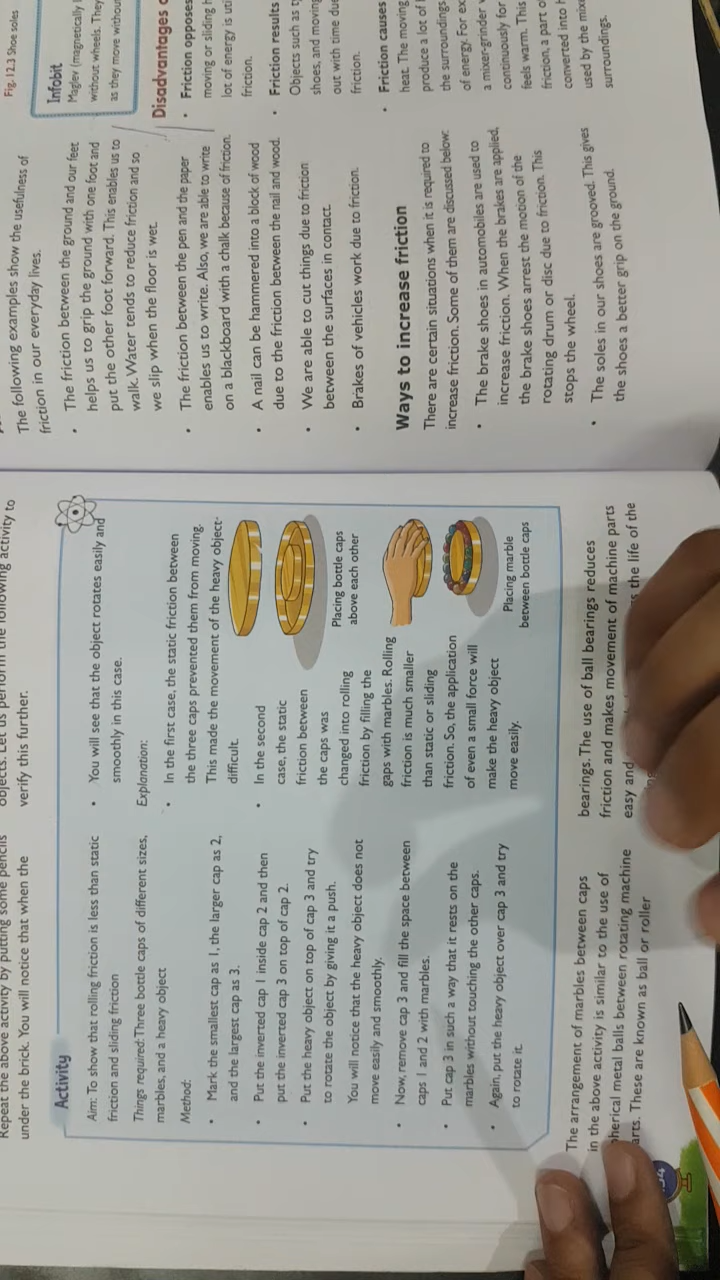 Repeat the above activity by putting some pencils
under the brick. You will notice that when the
objects. Let us perform the following activity to
verify this further.
Activity
Aim: To show that rolling friction is less than static
friction and sliding friction
Things required: Three bottle caps of different sizes,
marbles, and a heavy object
Method:
• Mark the smallest cap as 1, the larger cap as 2,
and the largest cap as 3.
• Put the inverted cap 1 inside cap 2 and then
put the inverted cap 3 on top of cap 2.
• Put the heavy object on top of cap 3 and try
to rotate the object by giving it a push.
You will notice that the heavy object does not
move easily and smoothly.
• Now, remove cap 3 and fill the space between
caps 1 and 2 with marbles.
• Put cap 3 in such a way that it rests on the
marbles without touching the other caps.
• Again, put the heavy object over cap 3 and try
to rotate it.
• You will see that the object rotates easily and
smoothly in this case.
Explanation:
• In the first case, the static friction between
the three caps prevented them from moving.
This made the movement of the heavy object
difficult.
• In the second
case, the static
friction between
the caps was
changed into rolling
friction by filling the
gaps with marbles. Rolling
friction is much smaller
than static or sliding
friction. So, the application
of even a small force will
make the heavy object
move easily.
Placing bottle caps
above each other
Placing marble
between bottle caps
The arrangement of marbles between caps
in the above activity is similar to the use of
metal balls between rotating machine
These are known as ball or roller
bearings. The use of ball bearings reduces
friction and makes movement of machine parts
easy and the life of the
The following examples show the usefulness of
friction in our everyday lives.
• The friction between the ground and our feet
helps us to grip the ground with one foot and
put the other foot forward. This enables us to
walk. Water tends to reduce friction and so
we slip when the floor is wet.
• The friction between the pen and the paper
enables us to write. Also, we are able to write
on a blackboard with a chalk because of friction.
• A nail can be hammered into a block of wood
due to the friction between the nail and wood.
• We are able to cut things due to friction
between the surfaces in contact.
• Brakes of vehicles work due to friction.
Ways to increase friction
There are certain situations when it is required to
increase friction. Some of them are discussed below:
• The brake shoes in automobiles are used to
increase friction. When the brakes are applied,
the brake shoes arrest the motion of the
rotating drum or disc due to friction. This
stops the wheel.
• The soles in our shoes are grooved. This gives
the shoes a better grip on the ground.
Fig. 12.3 Shoe soles
Infobit
Maglev (magnetically
without wheels. They
as they move without
Disadvantages
• Friction opposes
moving or sliding
lot of energy is
friction.
• Friction results
Objects such as
shoes, and moving
out with time due
friction.
• Friction causes
heat. The moving
produce a lot of
the surroundings
of energy. For
a mixer-grinder
continuously for
feels warm. This
friction, a part
converted into
used by the
surroundings.